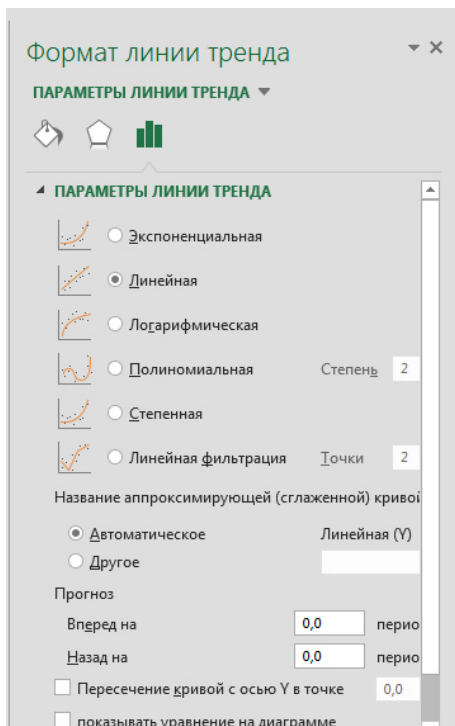 Формат линии тренда
ПАРАМЕТРЫ ЛИНИИ ТРЕНДА
ПАРАМЕТРЫ ЛИНИИ ТРЕНДА
Экспоненциальная
Линейная
Логарифмическая
Полиномиальная Степень 2
Степенная
Линейная фильтрация Точки 2
Название аппроксимирующей (сглаженной) кривой
Автоматическое Линейная (Y)
Другое
Прогноз
Вперед на 0,0 перио
Назад на 0,0 перио
Пересечение кривой с осью Y в точке 0,0
показывать уравнение на диаграмме